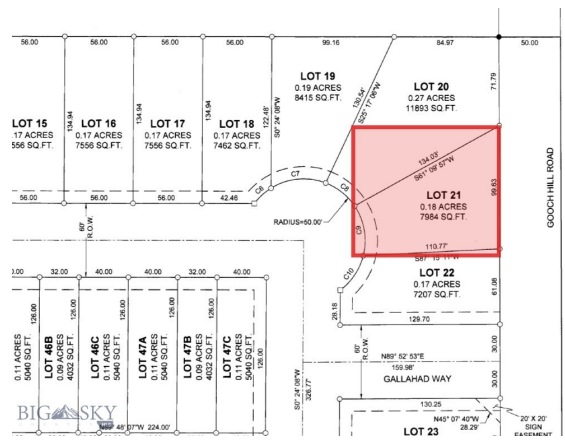 56.00 56.00 56.00 56.00 99.16 84.97 50.00
LOT 15
.17 ACRES
556 SQ.FT.
134.94
LOT 16
0.17 ACRES
7556 SQ.FT.
134.94
LOT 17
0.17 ACRES
7556 SQ.FT.
134.94
LOT 18
0.17 ACRES
7462 SQ.FT.
122.48'
S0° 24' 08"W
LOT 19
0.19 ACRES
8415 SQ.FT.
130.54'
S25° 17' 06"W
LOT 20
0.27 ACRES
11893 SQ.FT.
71.79
56.00 56.00 56.00 42.46
C6 C7 C8
RADIUS=50.00'
134.03'
S61° 09' 57"W
LOT 21
0.18 ACRES
7984 SQ.FT.
99.63
C9
110.77'
GOOCH HILL ROAD
60'
R.O.W.
LOT 22
0.17 ACRES
7207 SQ.FT.
61.08
C10
28.18
129.70
0.00 32.00 40.00 40.00 32.00 40.00
126.00 126.00 126.00 126.00 126.00 126.00
0.11 ACRES
5040 SQ.FT.
LOT 46B
0.09 ACRES
4032 SQ.FT.
LOT 46C
0.11 ACRES
5040 SQ.FT.
LOT 47A
0.11 ACRES
5040 SQ.FT.
LOT 47B
0.09 ACRES
4032 SQ.FT.
LOT 47C
0.11 ACRES
5040 SQ.FT.
S0° 24' 08"W
326.77
60'
R.O.W.
30.00
N89° 52' 53"E
159.98'
GALLAHAD WAY
30.00
130.25
N45° 07' 40"W
28.29'
20' X 20'
SIGN
EASEMENT
LOT 23
BIG SKY
48' 07"W 224.00'